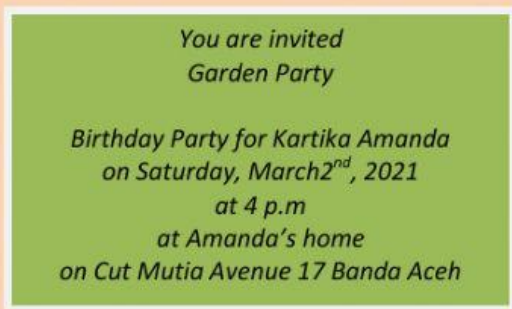 You are invited
Garden Party
Birthday Party for Kartika Amanda
on Saturday, March2nd, 2021
at 4 p.m
at Amanda's home
on Cut Mutia Avenue 17 Banda Aceh